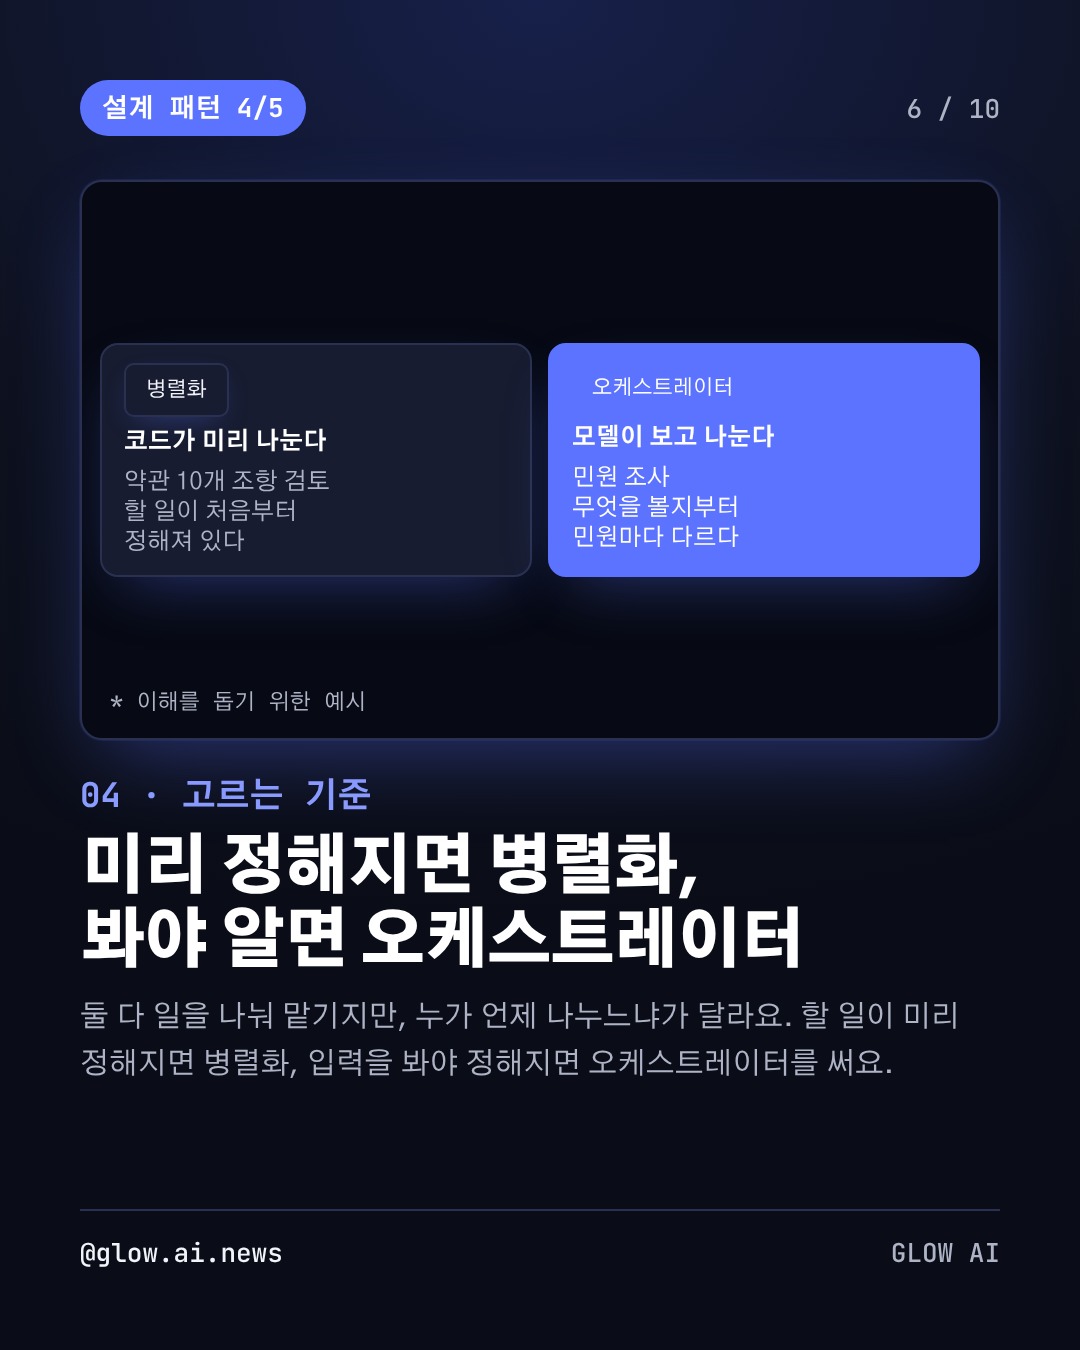 설계 패턴 4/5
6 / 10
병렬화
코드가 미리 나눈다
약관 10개 조항 검토
할 일이 처음부터
정해져 있다
오케스트레이터
모델이 보고 나눈다
민원 조사
무엇을 볼지부터
민원마다 다르다
* 이해를 돕기 위한 예시
04 · 고르는 기준
미리 정해지면 병렬화,
봐야 알면 오케스트레이터
둘 다 일을 나눠 맡기지만, 누가 언제 나누느냐가 달라요. 할 일이 미리
정해지면 병렬화, 입력을 봐야 정해지면 오케스트레이터를 써요.
@glow.ai.news
GLOW AI